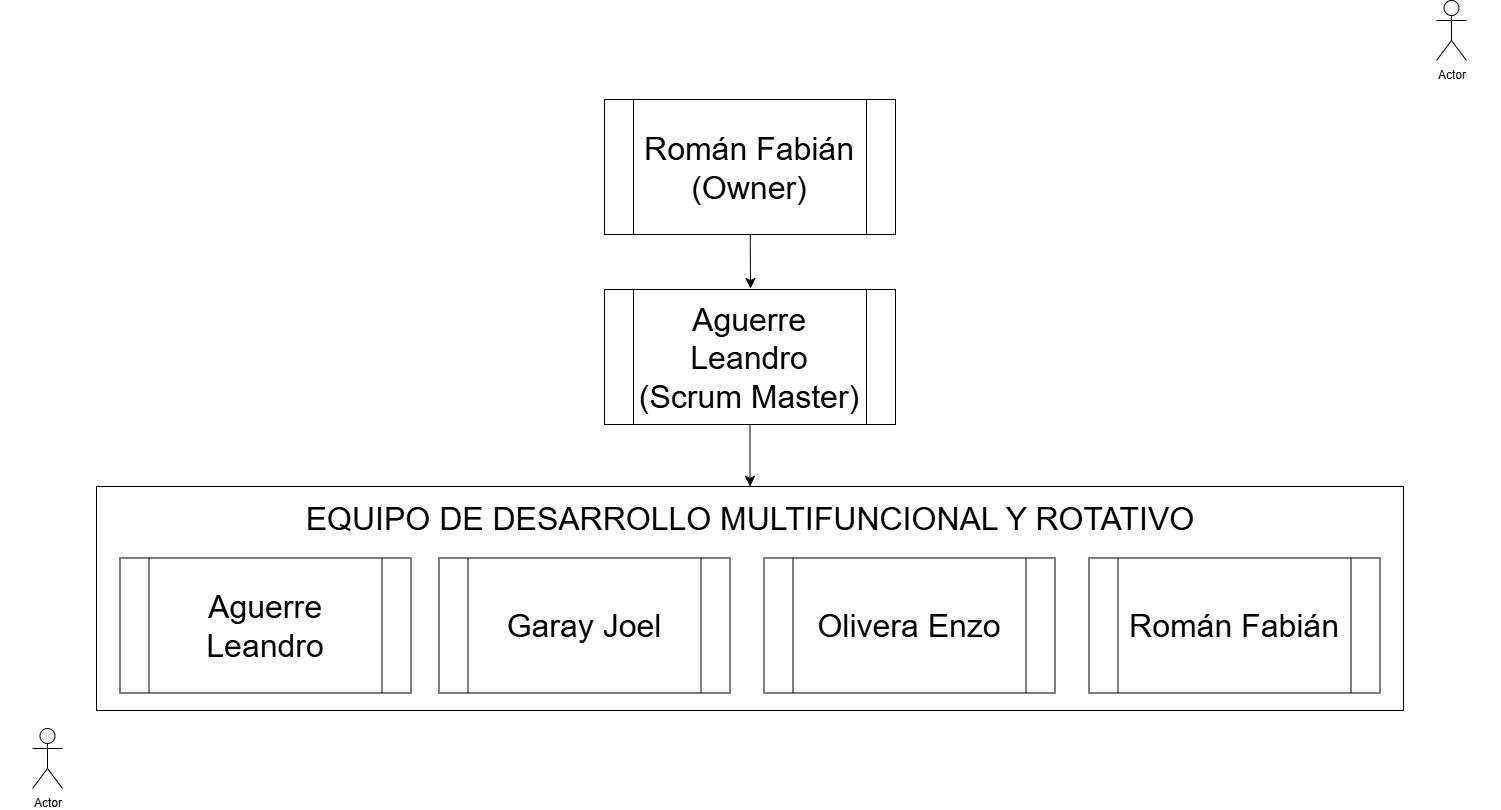 Actor
Román Fabián
(Owner)
Aguerre
Leandro
(Scrum Master)
EQUIPO DE DESARROLLO MULTIFUNCIONAL Y ROTATIVO
Aguerre
Leandro
Garay Joel
Olivera Enzo
Román Fabián
Actor